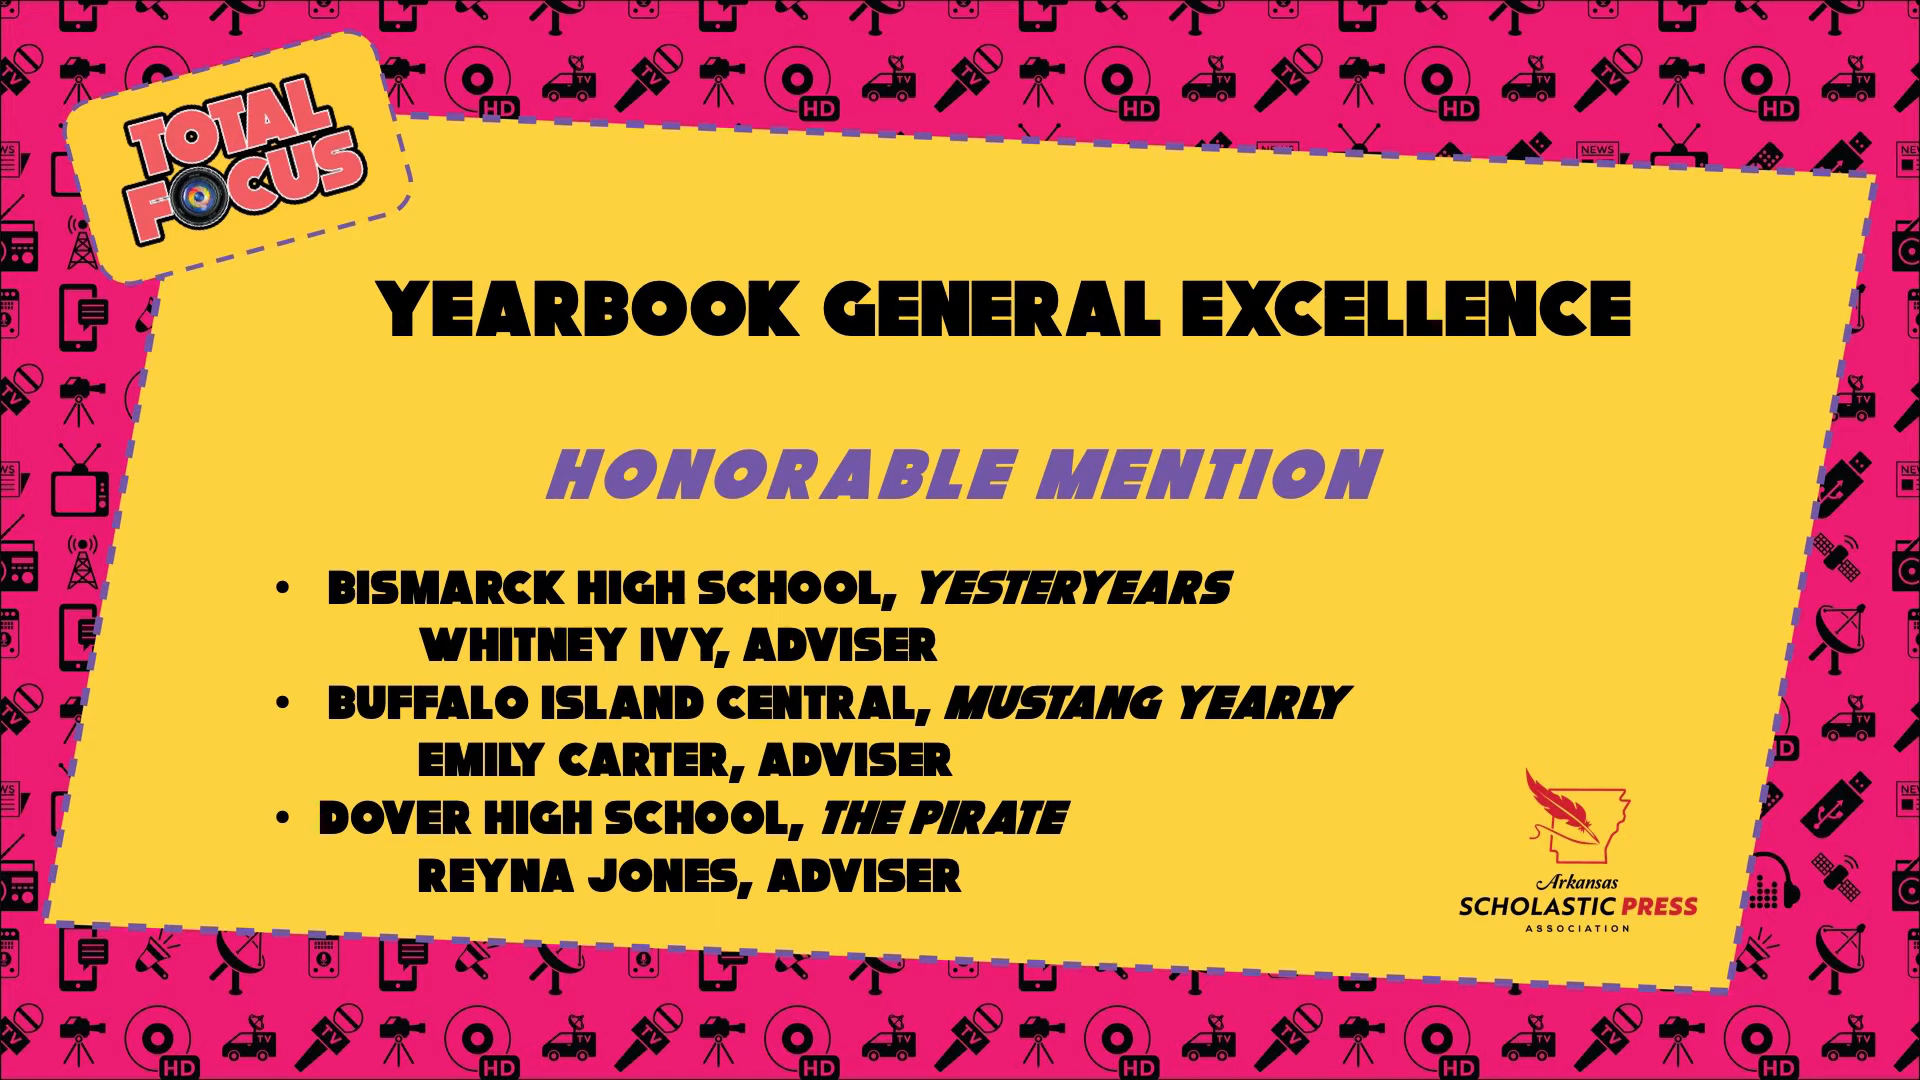 TOTAL
FOCUS
YEARBOOK GENERAL EXCELLENCE
HONORABLE MENTION
• BISMARCK HIGH SCHOOL, YESTERYEARS
WHITNEY IVY, ADVISER
• BUFFALO ISLAND CENTRAL, MUSTANG YEARLY
EMILY CARTER, ADVISER
• DOVER HIGH SCHOOL, THE PIRATE
REYNA JONES, ADVISER
Arkansas
SCHOLASTIC PRESS
ASSOCIATION